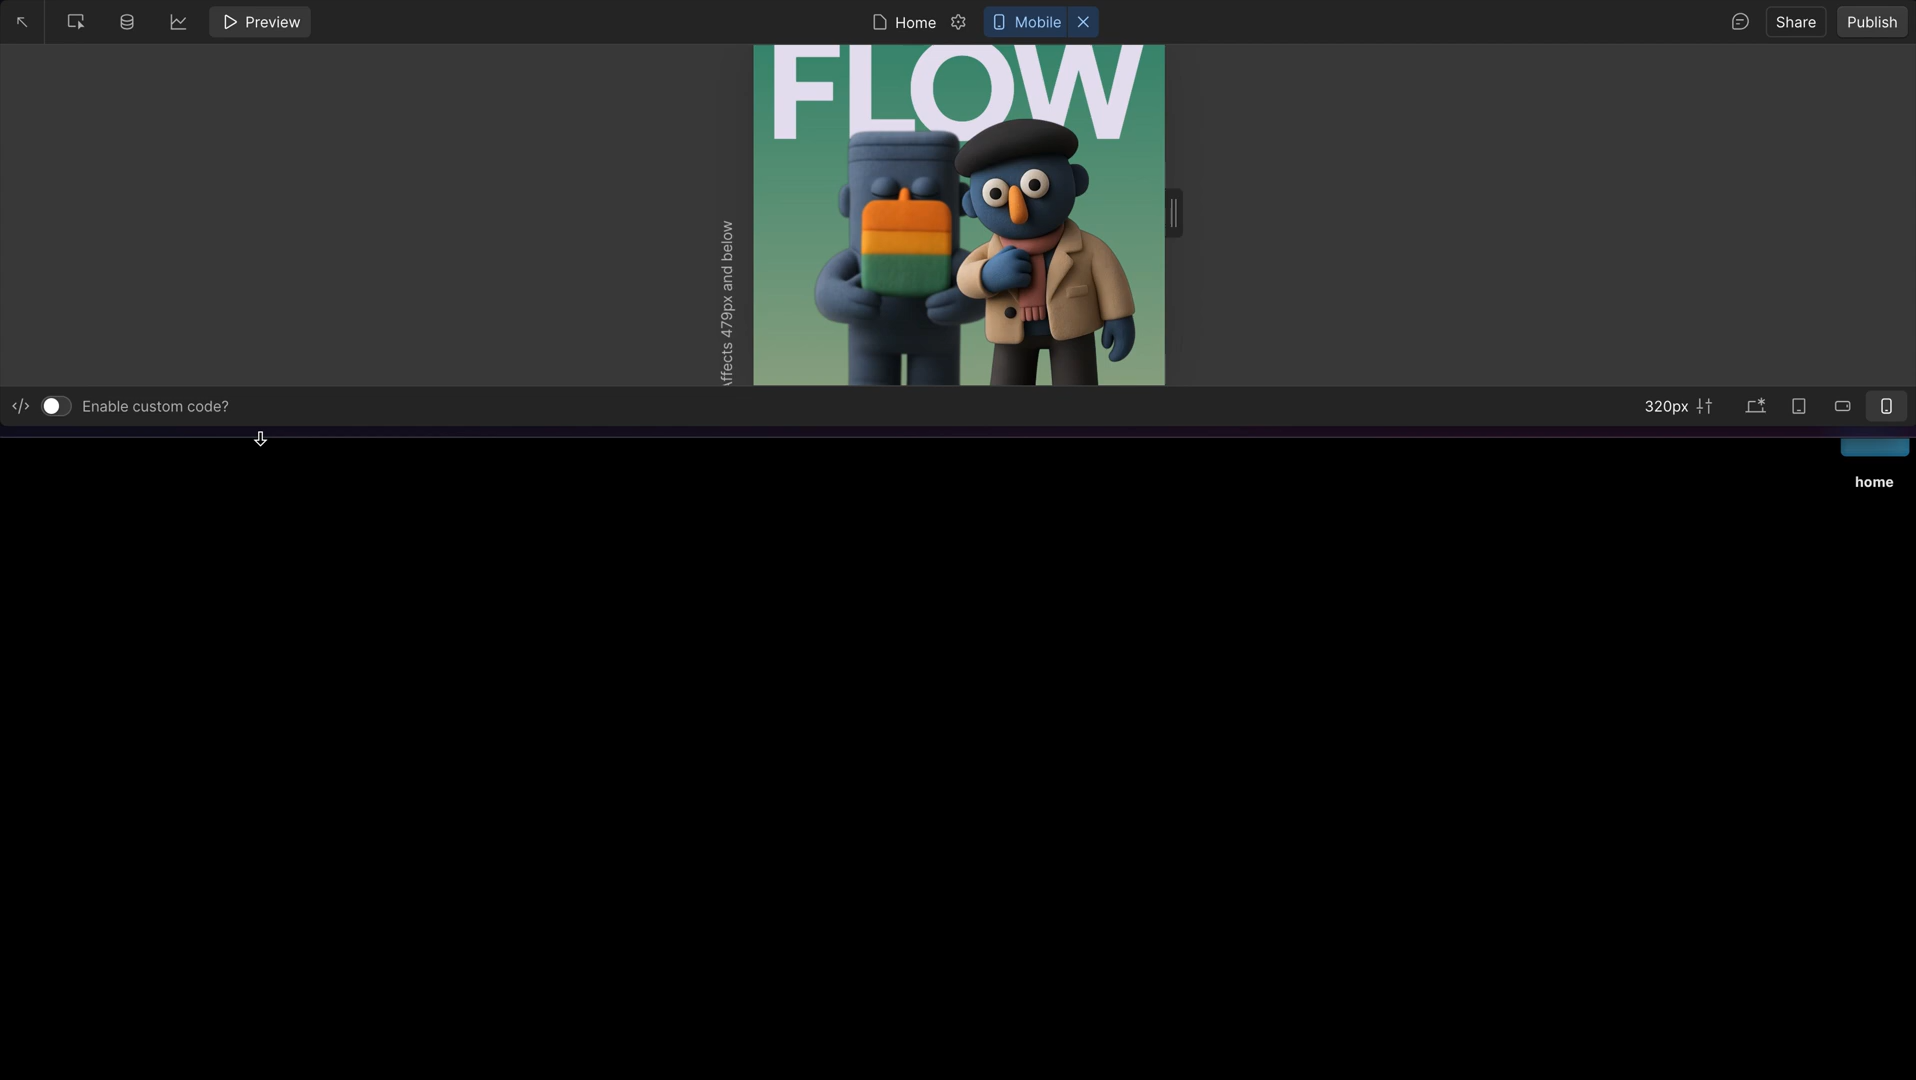 Preview
Home
Mobile
Share
Publish
FLOW
Affects 479px and below
Enable custom code?
320px
home